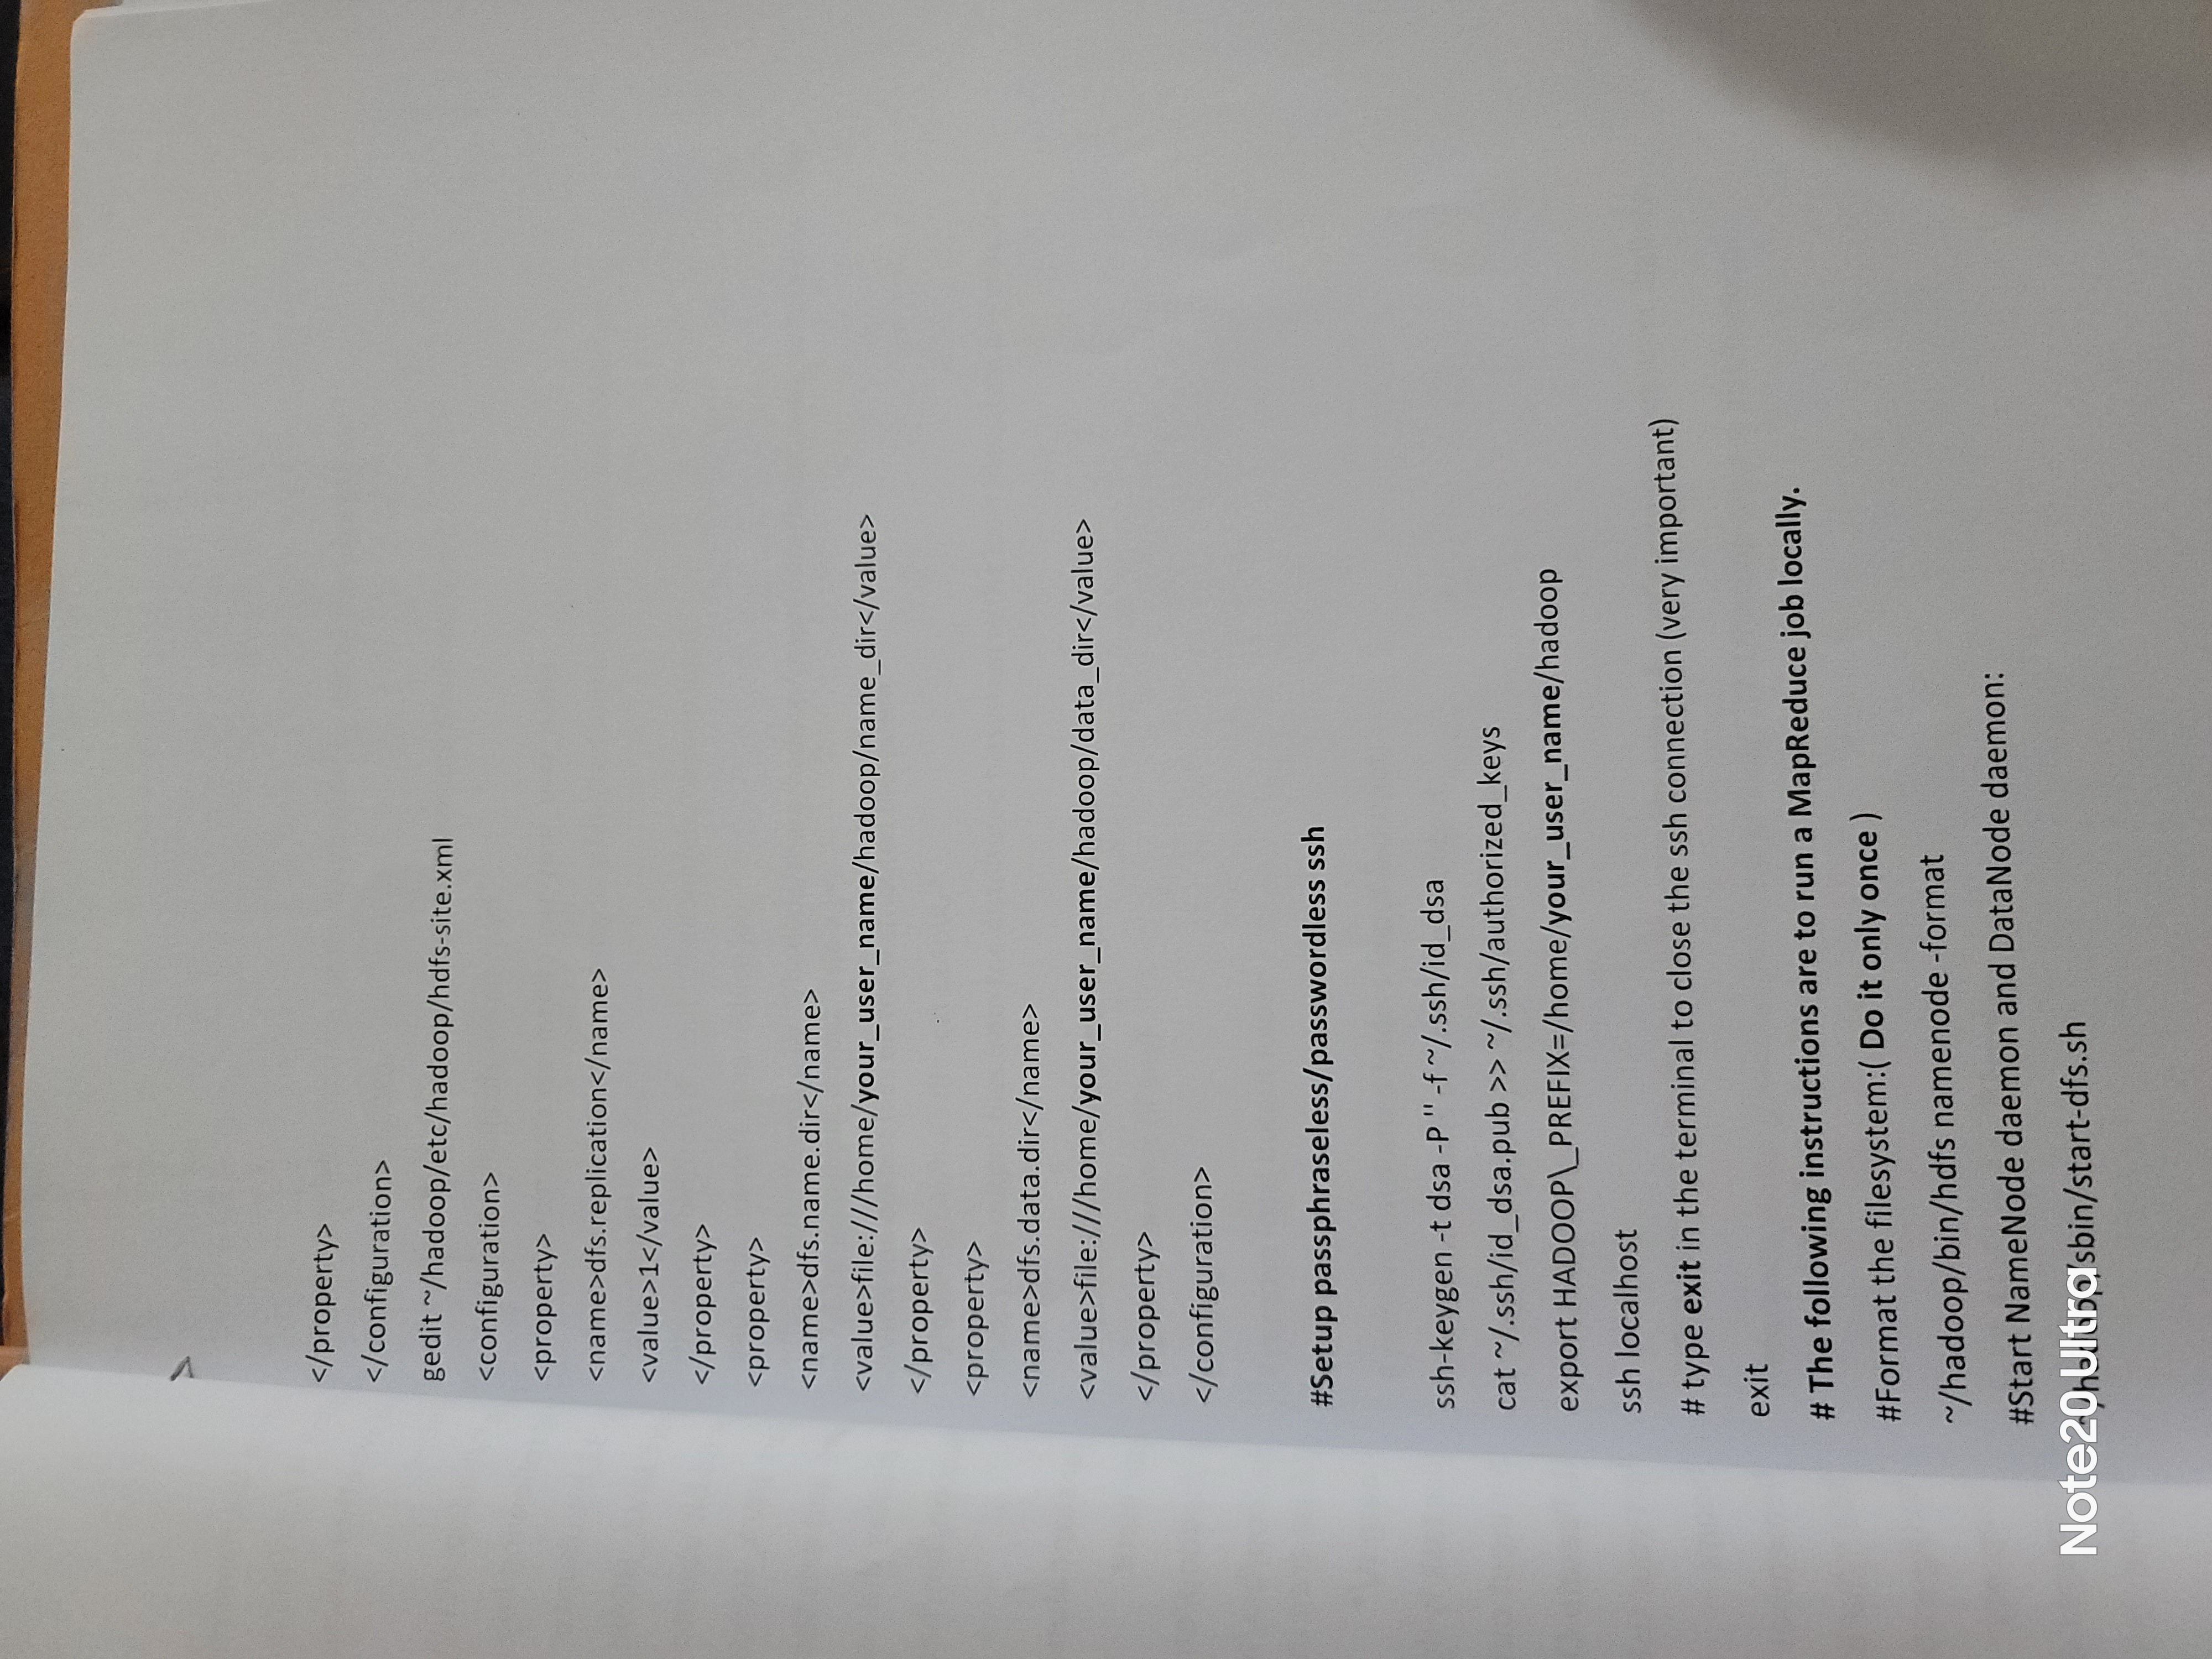 >
</property>
</configuration>
gedit ~/hadoop/etc/hadoop/hdfs-site.xml
<configuration>
<property>
<name>dfs.replication</name>
<value>1</value>
</property>
<property>
<name>dfs.name.dir</name>
<value>file:///home/your_user_name/hadoop/name_dir</value>
</property>
<property>
<name>dfs.data.dir</name>
<value>file:///home/your_user_name/hadoop/data_dir</value>
</property>
</configuration>
#Setup passphraseless/passwordless ssh
ssh-keygen -t dsa -P '' -f ~/.ssh/id_dsa
cat ~/.ssh/id_dsa.pub >> ~/.ssh/authorized_keys
export HADOOP\_PREFIX=/home/your_user_name/hadoop
ssh localhost
# type exit in the terminal to close the ssh connection (very important)
exit
# The following instructions are to run a MapReduce job locally.
#Format the filesystem:( Do it only once )
~/hadoop/bin/hdfs namenode -format
#Start NameNode daemon and DataNode daemon:
~/hadoop/sbin/start-dfs.sh
Note20 Ultra